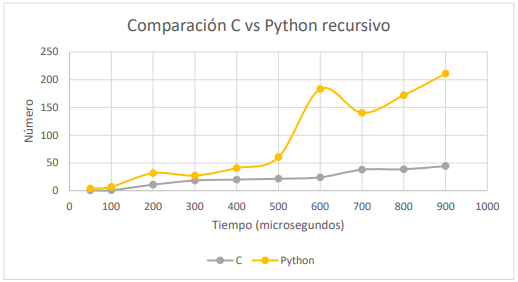 Comparación C vs Python recursivo
250
200
150
100
50
0
Número
0 100 200 300 400 500 600 700 800 900 1000
Tiempo (microsegundos)
C Python